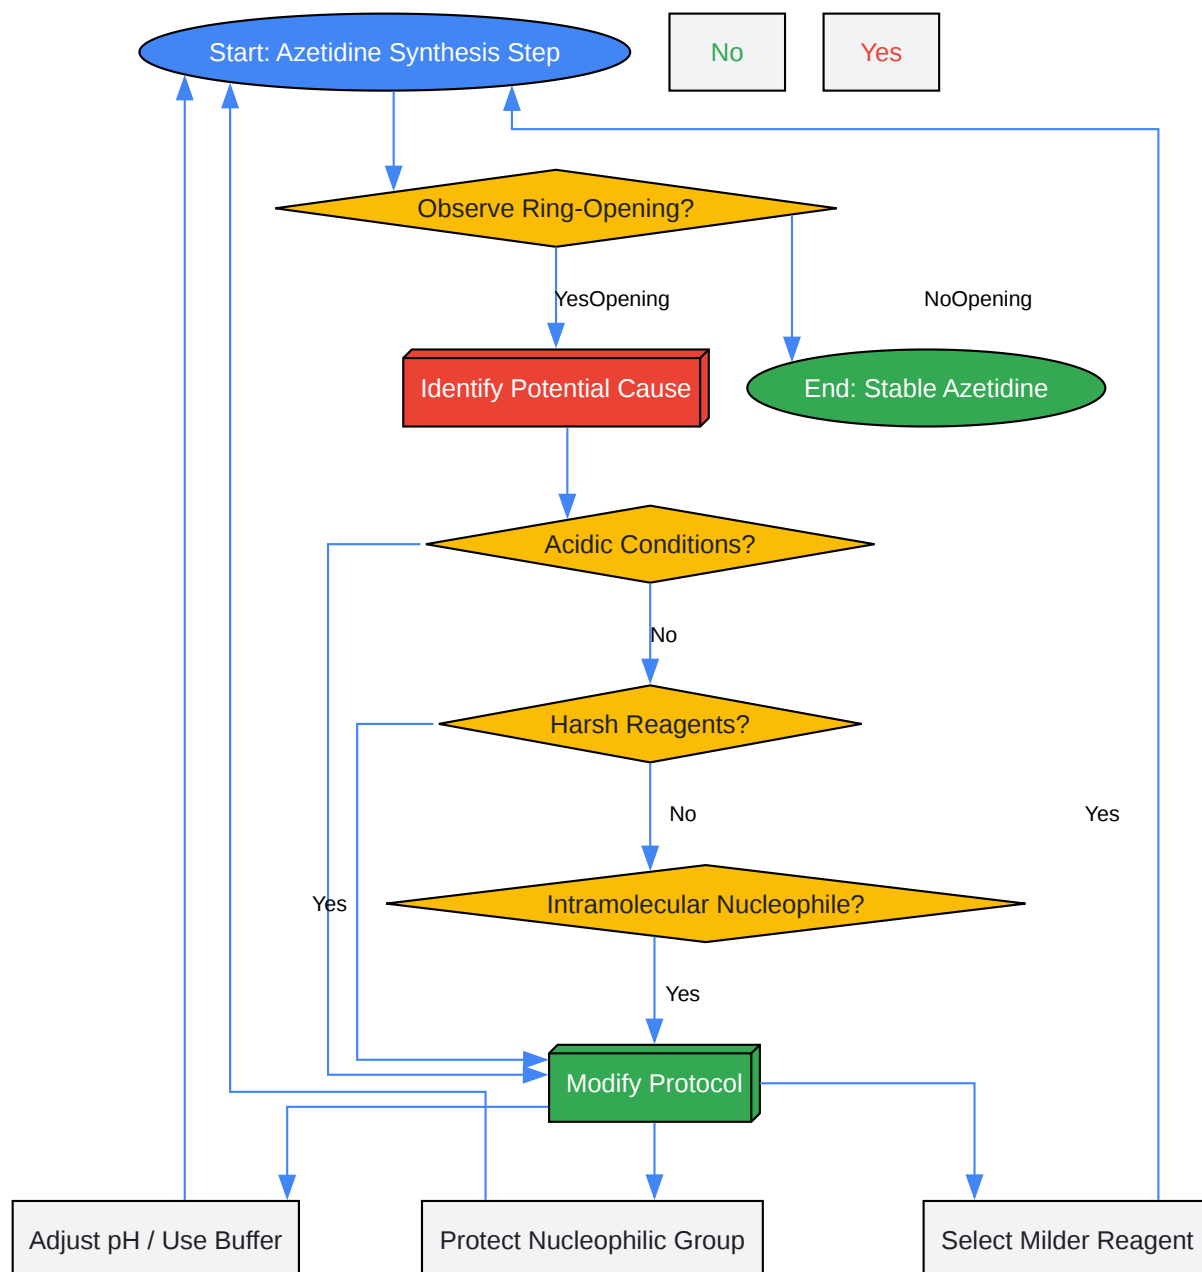 Start: Azetidine Synthesis Step
No
Yes
Observe Ring-Opening?
YesOpening
NoOpening
Identify Potential Cause
End: Stable Azetidine
Acidic Conditions?
No
Harsh Reagents?
No
Yes
Intramolecular Nucleophile?
Yes
Yes
Modify Protocol
Adjust pH / Use Buffer
Protect Nucleophilic Group
Select Milder Reagent